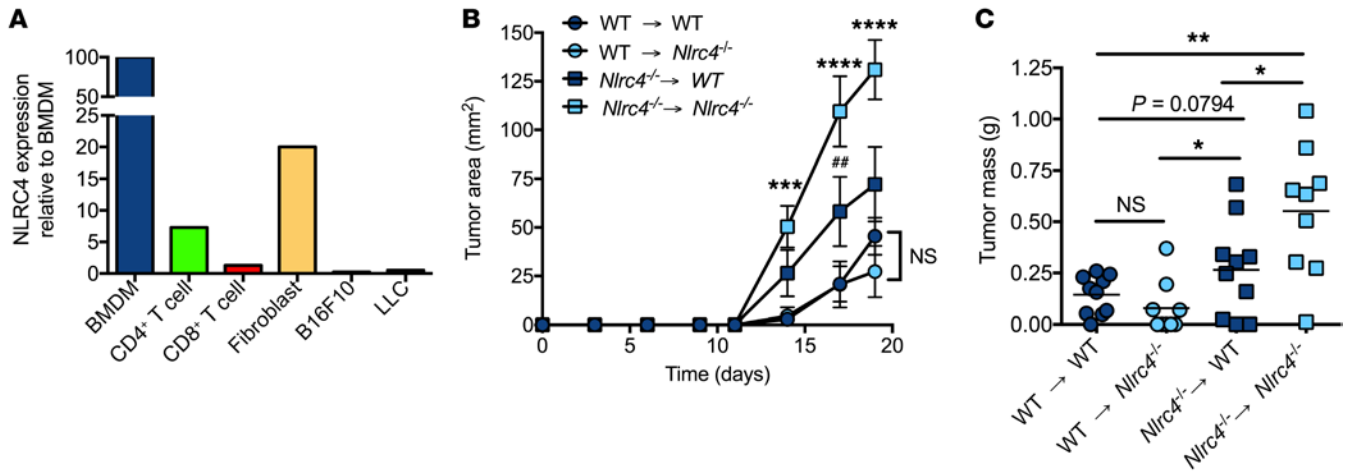 A
NLRC4 expression
relative to BMDM
100
50
25
20
15
10
5
0
BMDM
CD4⁺ T cell
CD8⁺ T cell
Fibroblast
B16F10
LLC
B
WT → WT
WT → Nlrc4⁻/⁻
Nlrc4⁻/⁻ → WT
Nlrc4⁻/⁻ → Nlrc4⁻/⁻
Tumor area (mm²)
150
125
100
75
50
25
0
***
****
****
##
NS
0
5
10
15
20
Time (days)
C
Tumor mass (g)
1.25
1.00
0.75
0.50
0.25
0.00
**
*
P = 0.0794
*
NS
WT → WT
WT → Nlrc4⁻/⁻
Nlrc4⁻/⁻ → WT
Nlrc4⁻/⁻ → Nlrc4⁻/⁻